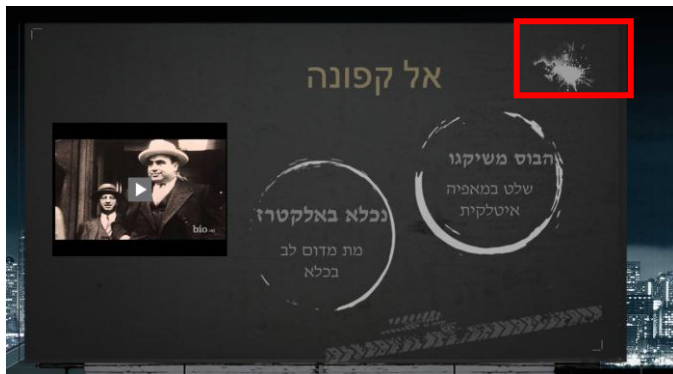 אל קפונה
הבוס משיקגו
שלט במאפיה
איטלקית
נכלא באלקטרז
מת מדום לב
בכלא
bio